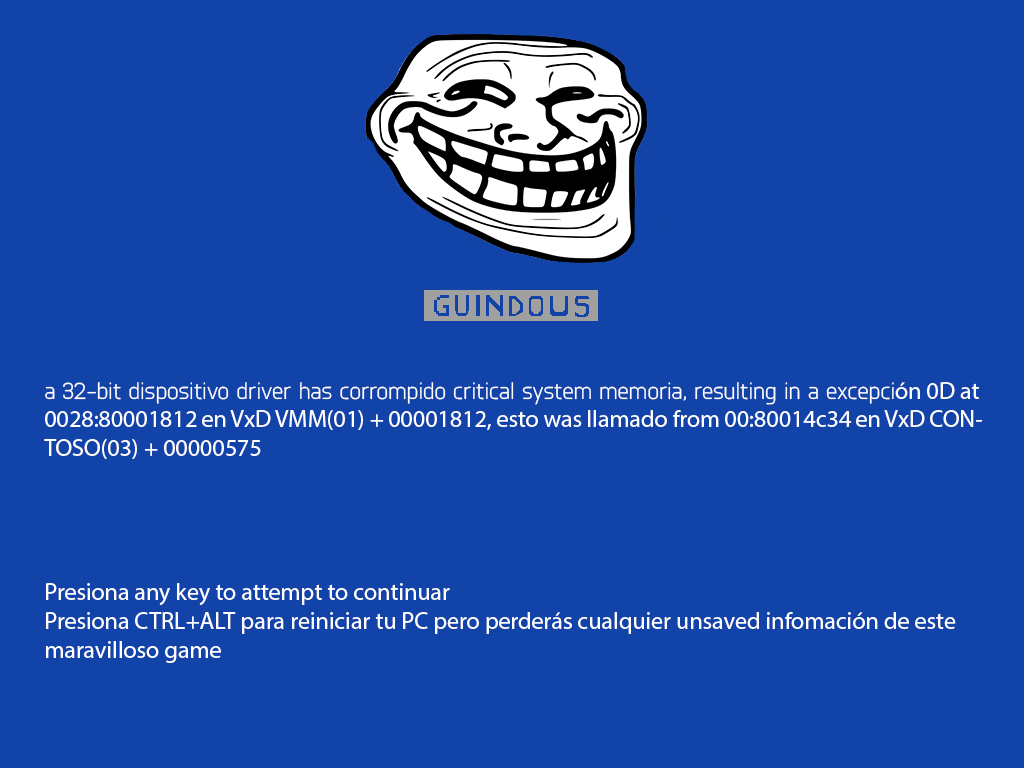 GUINDOUS
a 32-bit dispositivo driver has corrompido critical system memoria, resulting in a excepción 0D at
0028:80001812 en VxD VMM(01) + 00001812, esto was llamado from 00:80014c34 en VxD CON-
TOSO(03) + 00000575
Presiona any key to attempt to continuar
Presiona CTRL+ALT para reiniciar tu PC pero perderás cualquier unsaved infomación de este
maravilloso game